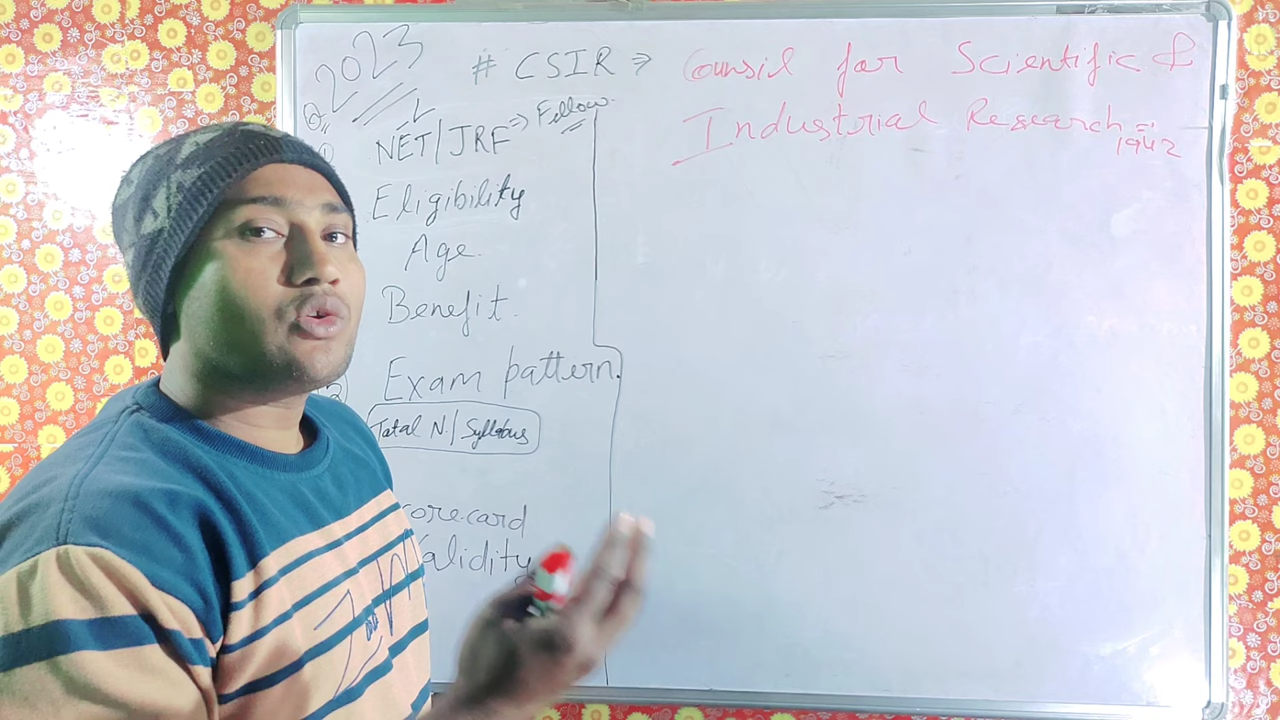 2023
# CSIR ⇒ Counsil for Scientific &
Industrial Research =1942
NET/JRF ⇒ Fellow.
Eligibility
Age.
Benefit.
Exam pattern.
Total N./Syllabus
corecard
alidity